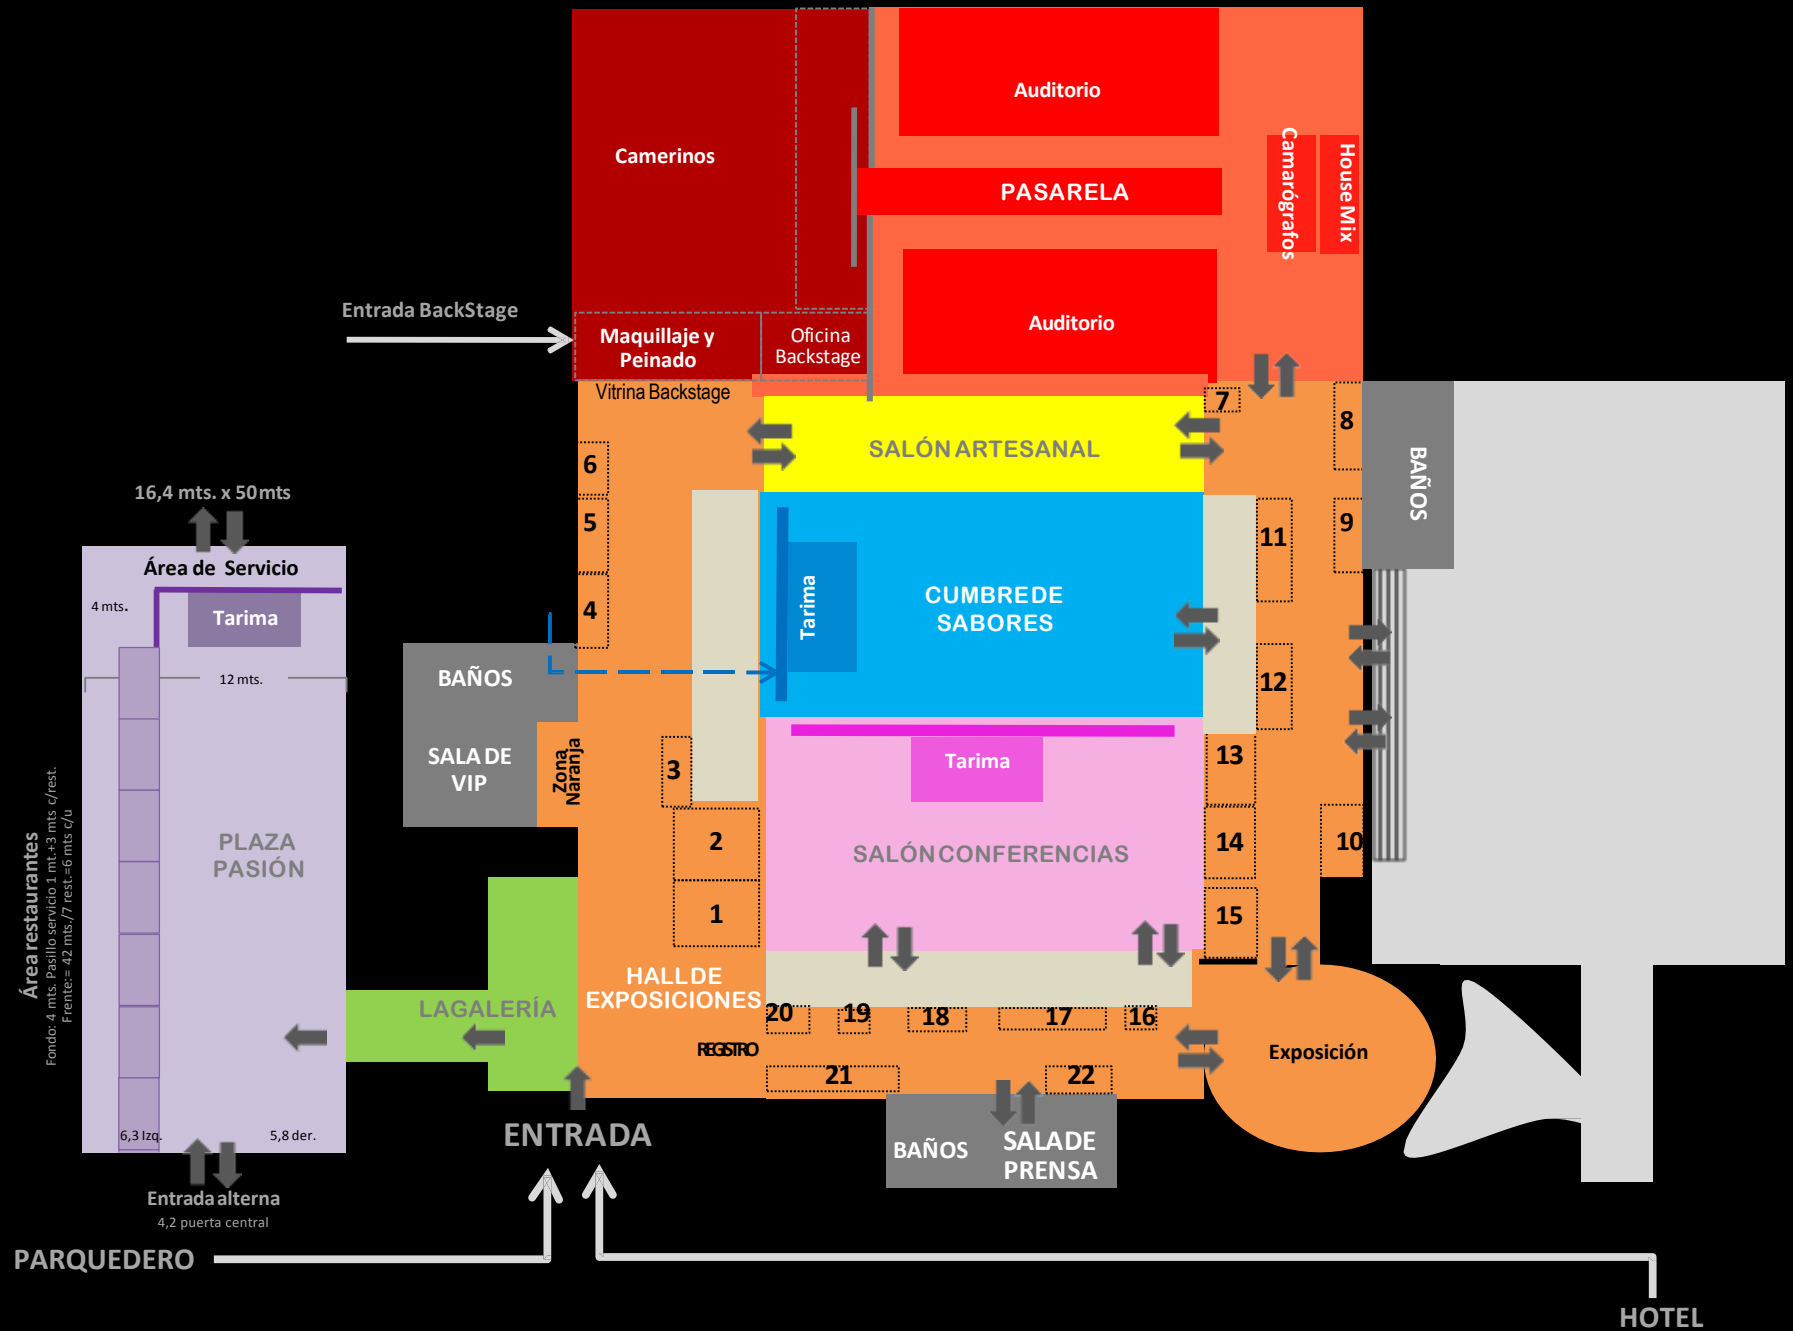 Auditorio
Camerinos
PASARELA
Camarógrafos
House Mix
Entrada BackStage
Maquillaje y
Peinado
Oficina
Backstage
Auditorio
Vitrina Backstage
7
8
SALÓN ARTESANAL
BAÑOS
6
5
4
9
11
16,4 mts. x 50mts
Área de Servicio
4 mts.
Tarima
12 mts.
Tarima
CUMBRE DE
SABORES
12
BAÑOS
SALA DE
VIP
Zona
Naranja
3
Tarima
13
2
SALÓN CONFERENCIAS
14
10
PLAZA
PASIÓN
Área restaurantes
Fondo: 4 mts. Pasillo servicio 1 mt.+3 mts c/rest.
Frente:= 42 mts./7 rest.=6 mts c/u
1
15
HALL DE
EXPOSICIONES
LA GALERÍA
20
19
18
17
16
REGISTRO
Exposición
21
22
6,3 Izq.
5,8 der.
ENTRADA
BAÑOS
SALA DE
PRENSA
Entrada alterna
4,2 puerta central
PARQUEDERO
HOTEL